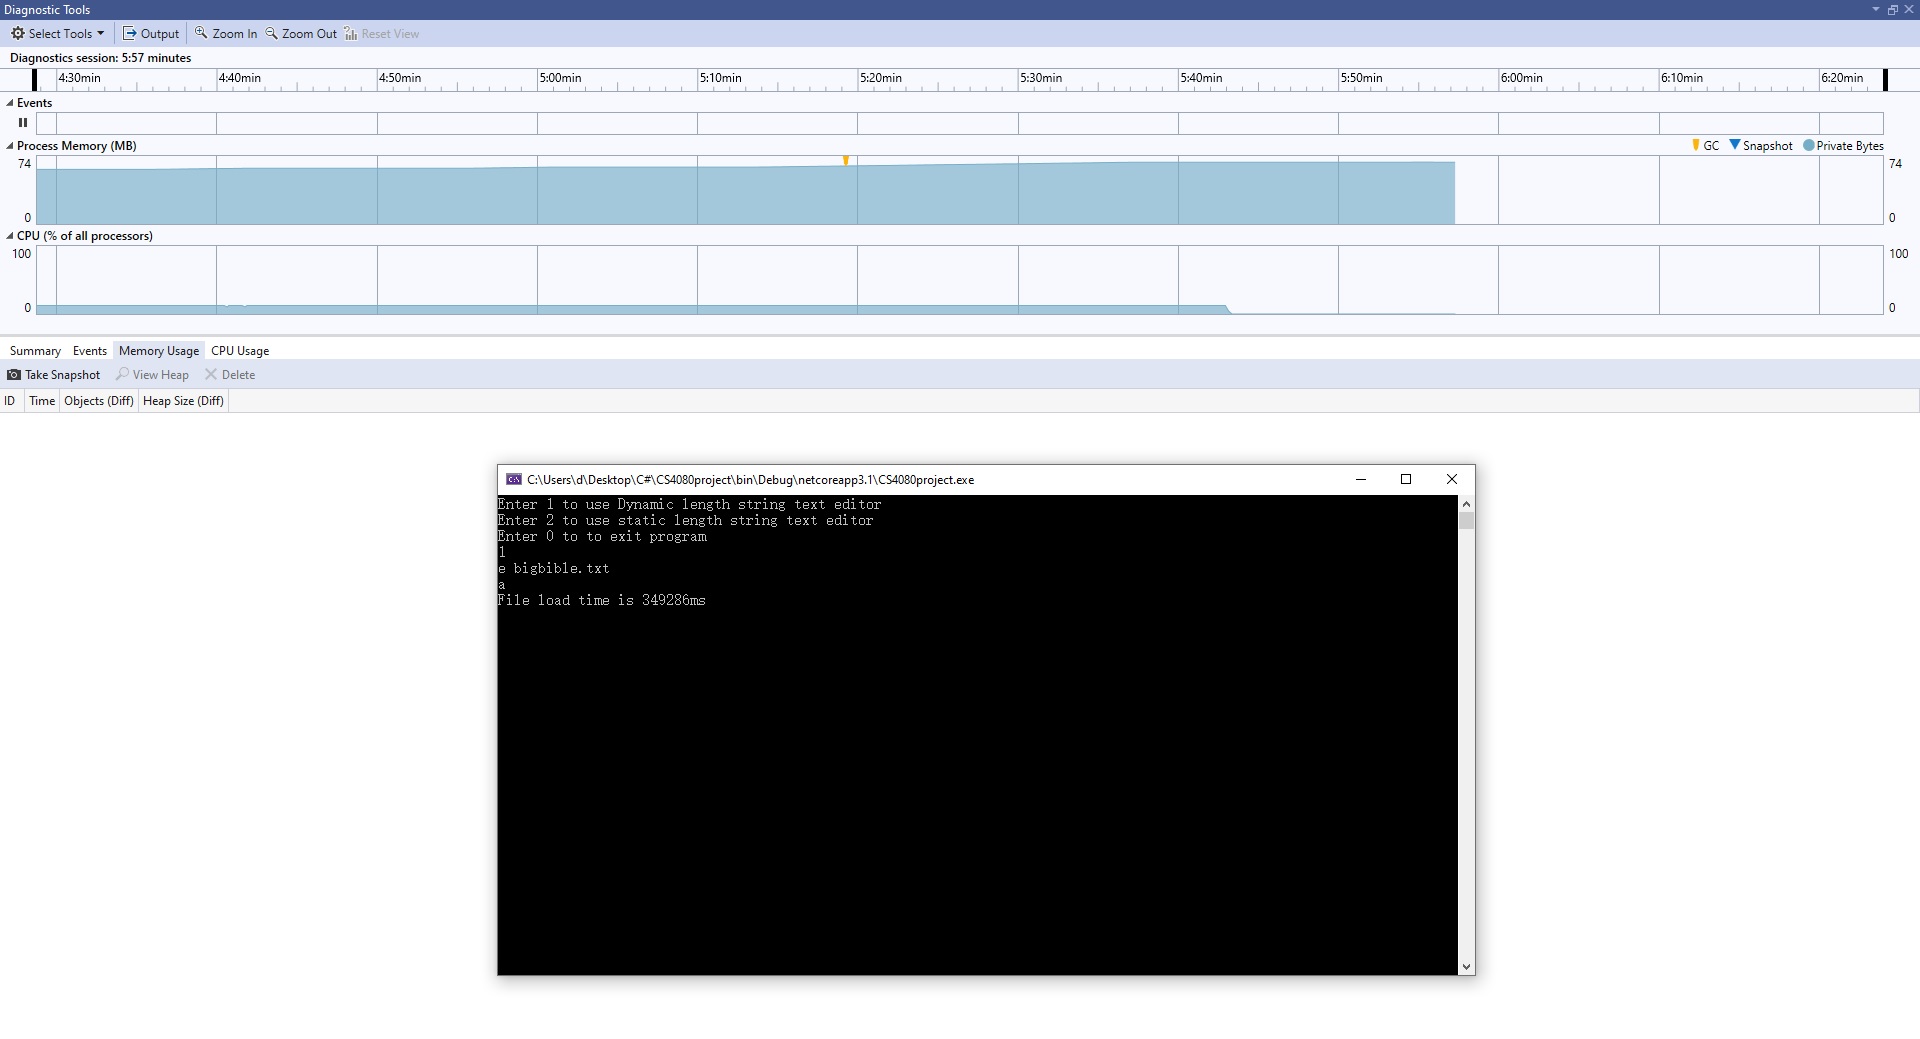 Diagnostic Tools
Select Tools Output Zoom In Zoom Out Reset View
Diagnostics session: 5:57 minutes
4:30min 4:40min 4:50min 5:00min 5:10min 5:20min 5:30min 5:40min 5:50min 6:00min 6:10min 6:20min
Events
Process Memory (MB) GC Snapshot Private Bytes
74 74
0 0
CPU (% of all processors)
100 100
0 0
Summary Events Memory Usage CPU Usage
Take Snapshot View Heap Delete
ID Time Objects (Diff) Heap Size (Diff)
C:\Users\d\Desktop\C#\CS4080project\bin\Debug\netcoreapp3.1\CS4080project.exe
Enter 1 to use Dynamic length string text editor
Enter 2 to use static length string text editor
Enter 0 to to exit program
1
e bigbible.txt
a
File load time is 349286ms